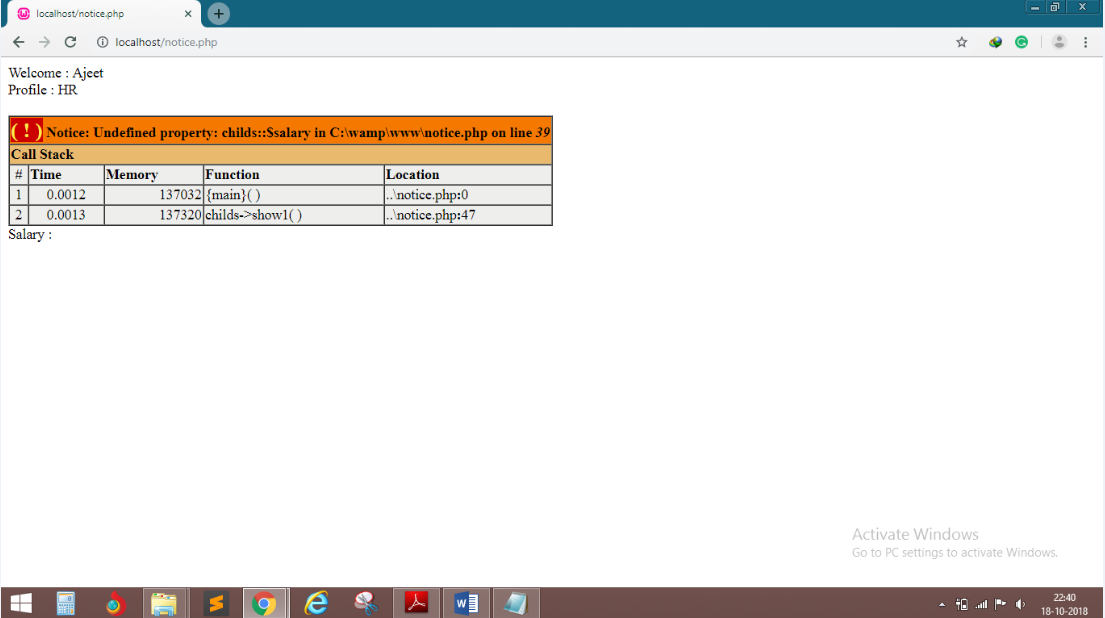 localhost/notice.php
localhost/notice.php
Welcome : Ajeet
Profile : HR
( ! ) Notice: Undefined property: childs::$salary in C:\wamp\www\notice.php on line 39
Call Stack
# Time Memory Function Location
1 0.0012 137032 {main}( ) ..\notice.php:0
2 0.0013 137320 childs->show1( ) ..\notice.php:47
Salary :
Activate Windows
Go to PC settings to activate Windows.
22:40
18-10-2018